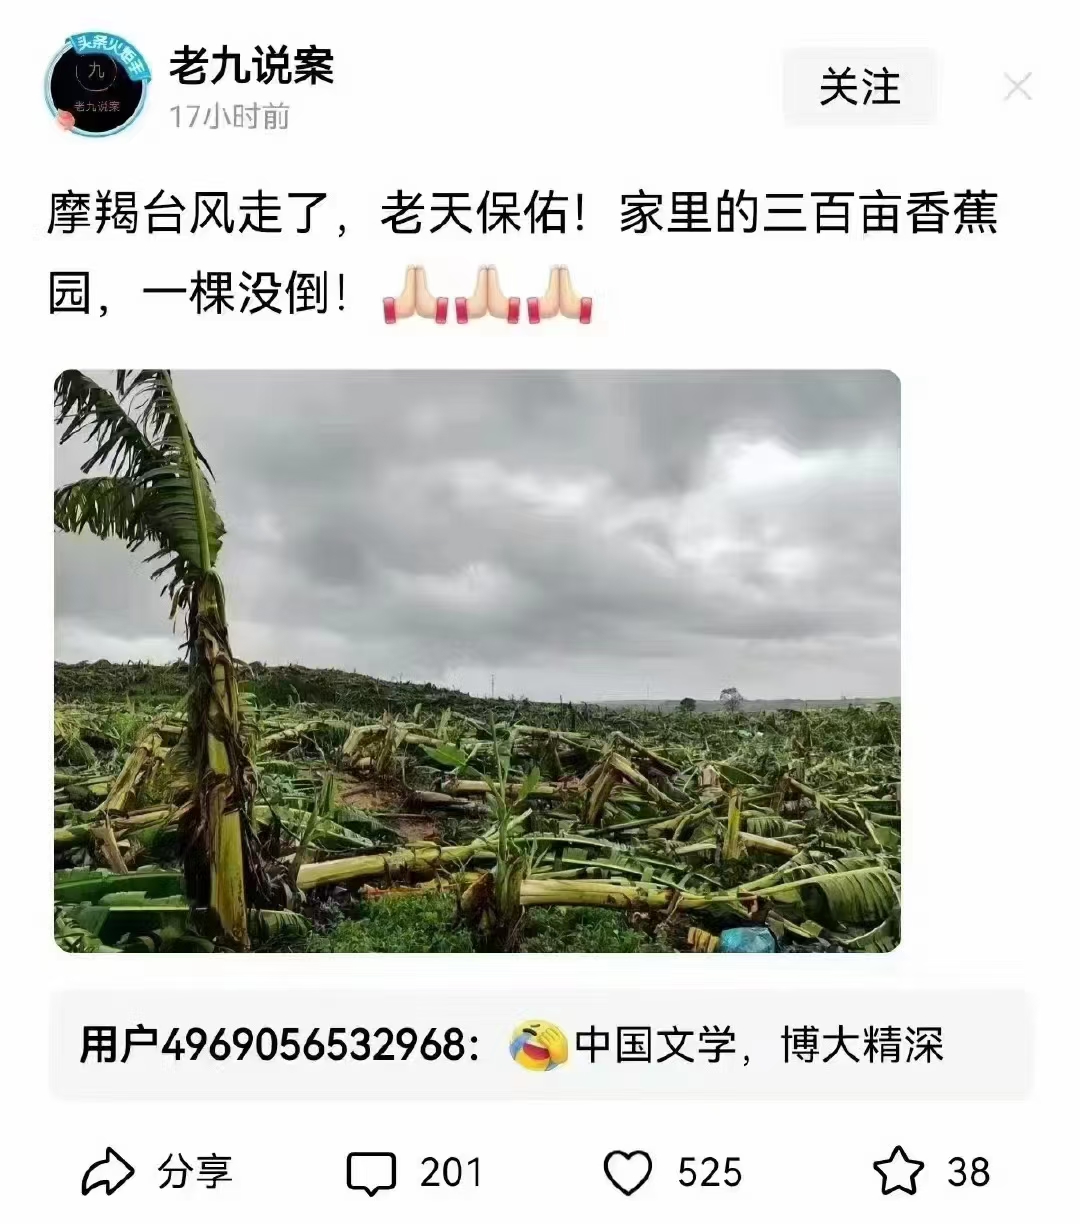 头条火炬手
九
老九说案
老九说案
17小时前
关注
摩羯台风走了，老天保佑！家里的三百亩香蕉
园，一棵没倒！🙏🏻🙏🏻🙏🏻
用户4969056532968：🤣中国文学，博大精深
分享
201
525
38